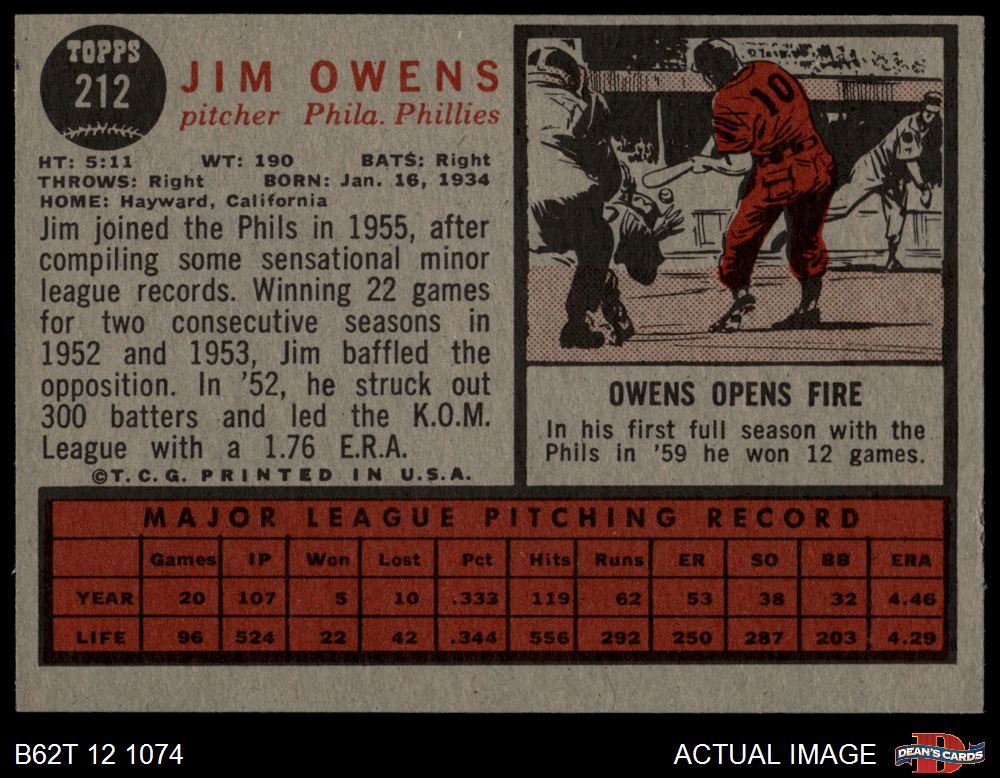 TOPPS
212
JIM OWENS
pitcher Phila. Phillies
HT: 5:11 WT: 190 BATS: Right
THROWS: Right BORN: Jan. 16, 1934
HOME: Hayward, California
Jim joined the Phils in 1955, after
compiling some sensational minor
league records. Winning 22 games
for two consecutive seasons in
1952 and 1953, Jim baffled the
opposition. In '52, he struck out
300 batters and led the K.O.M.
League with a 1.76 E.R.A.
©T.C.G. PRINTED IN U.S.A.
10
OWENS OPENS FIRE
In his first full season with the
Phils in '59 he won 12 games.
MAJOR LEAGUE PITCHING RECORD
Games IP Won Lost Pct Hits Runs ER SO BB ERA
YEAR 20 107 5 10 .333 119 62 53 38 32 4.46
LIFE 96 524 22 42 .344 556 292 250 287 203 4.29
B62T 12 1074
ACTUAL IMAGE
DEAN'S CARDS